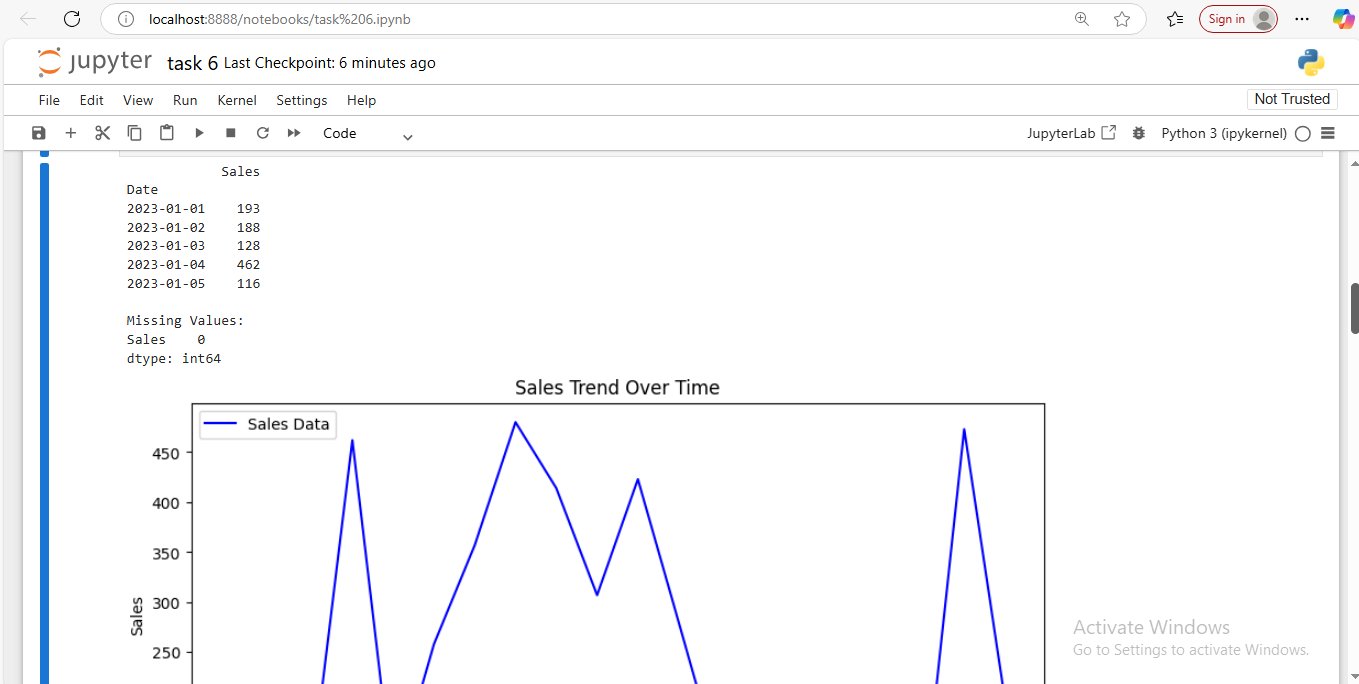 localhost:8888/notebooks/task%206.ipynb
Sign in
jupyter task 6 Last Checkpoint: 6 minutes ago
File Edit View Run Kernel Settings Help
Not Trusted
Code
JupyterLab
Python 3 (ipykernel)
Sales
Date
2023-01-01 193
2023-01-02 188
2023-01-03 128
2023-01-04 462
2023-01-05 116
Missing Values:
Sales 0
dtype: int64
Sales Trend Over Time
Sales Data
450
400
350
300
250
Sales
Activate Windows
Go to Settings to activate Windows.